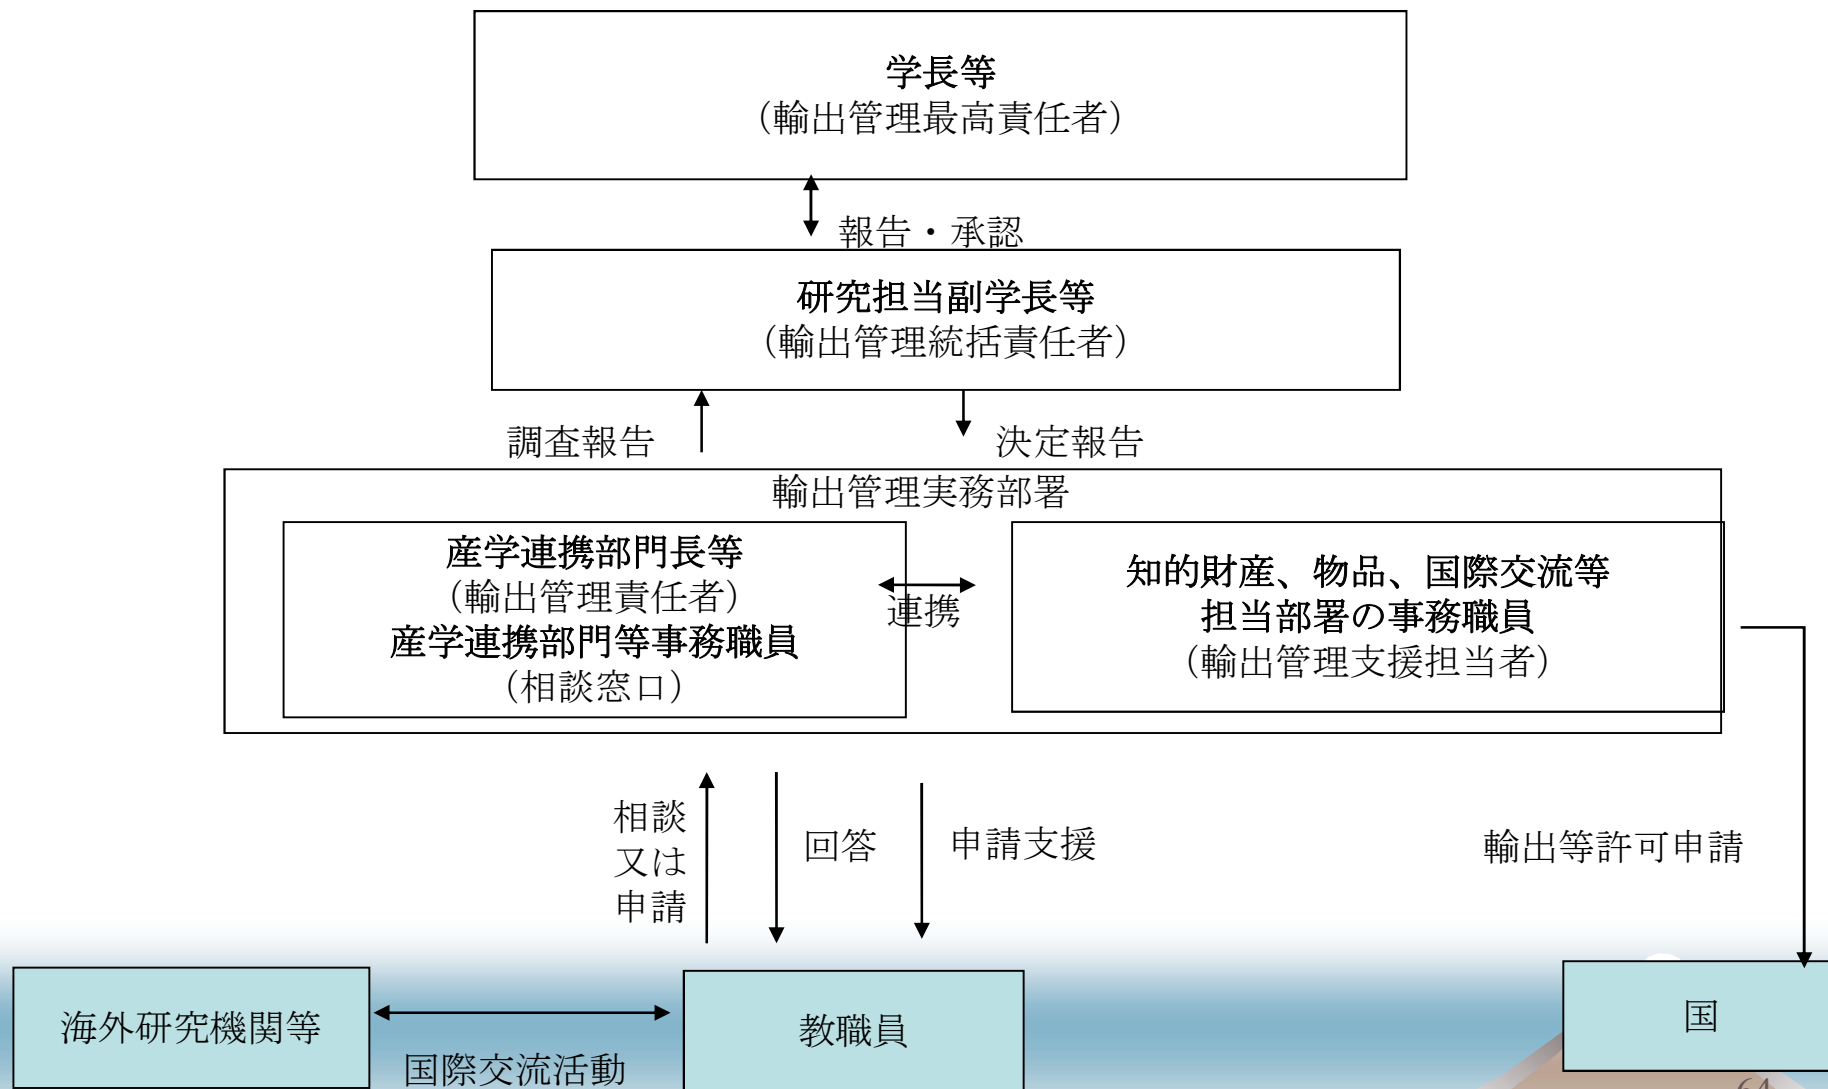 学長等
（輸出管理最高責任者）
報告・承認
研究担当副学長等
（輸出管理統括責任者）
調査報告
決定報告
輸出管理実務部署
産学連携部門長等
（輸出管理責任者）
産学連携部門等事務職員
（相談窓口）
連携
知的財産、物品、国際交流等
担当部署の事務職員
（輸出管理支援担当者）
相談
又は
申請
回答
申請支援
輸出等許可申請
海外研究機関等
国際交流活動
教職員
国
64